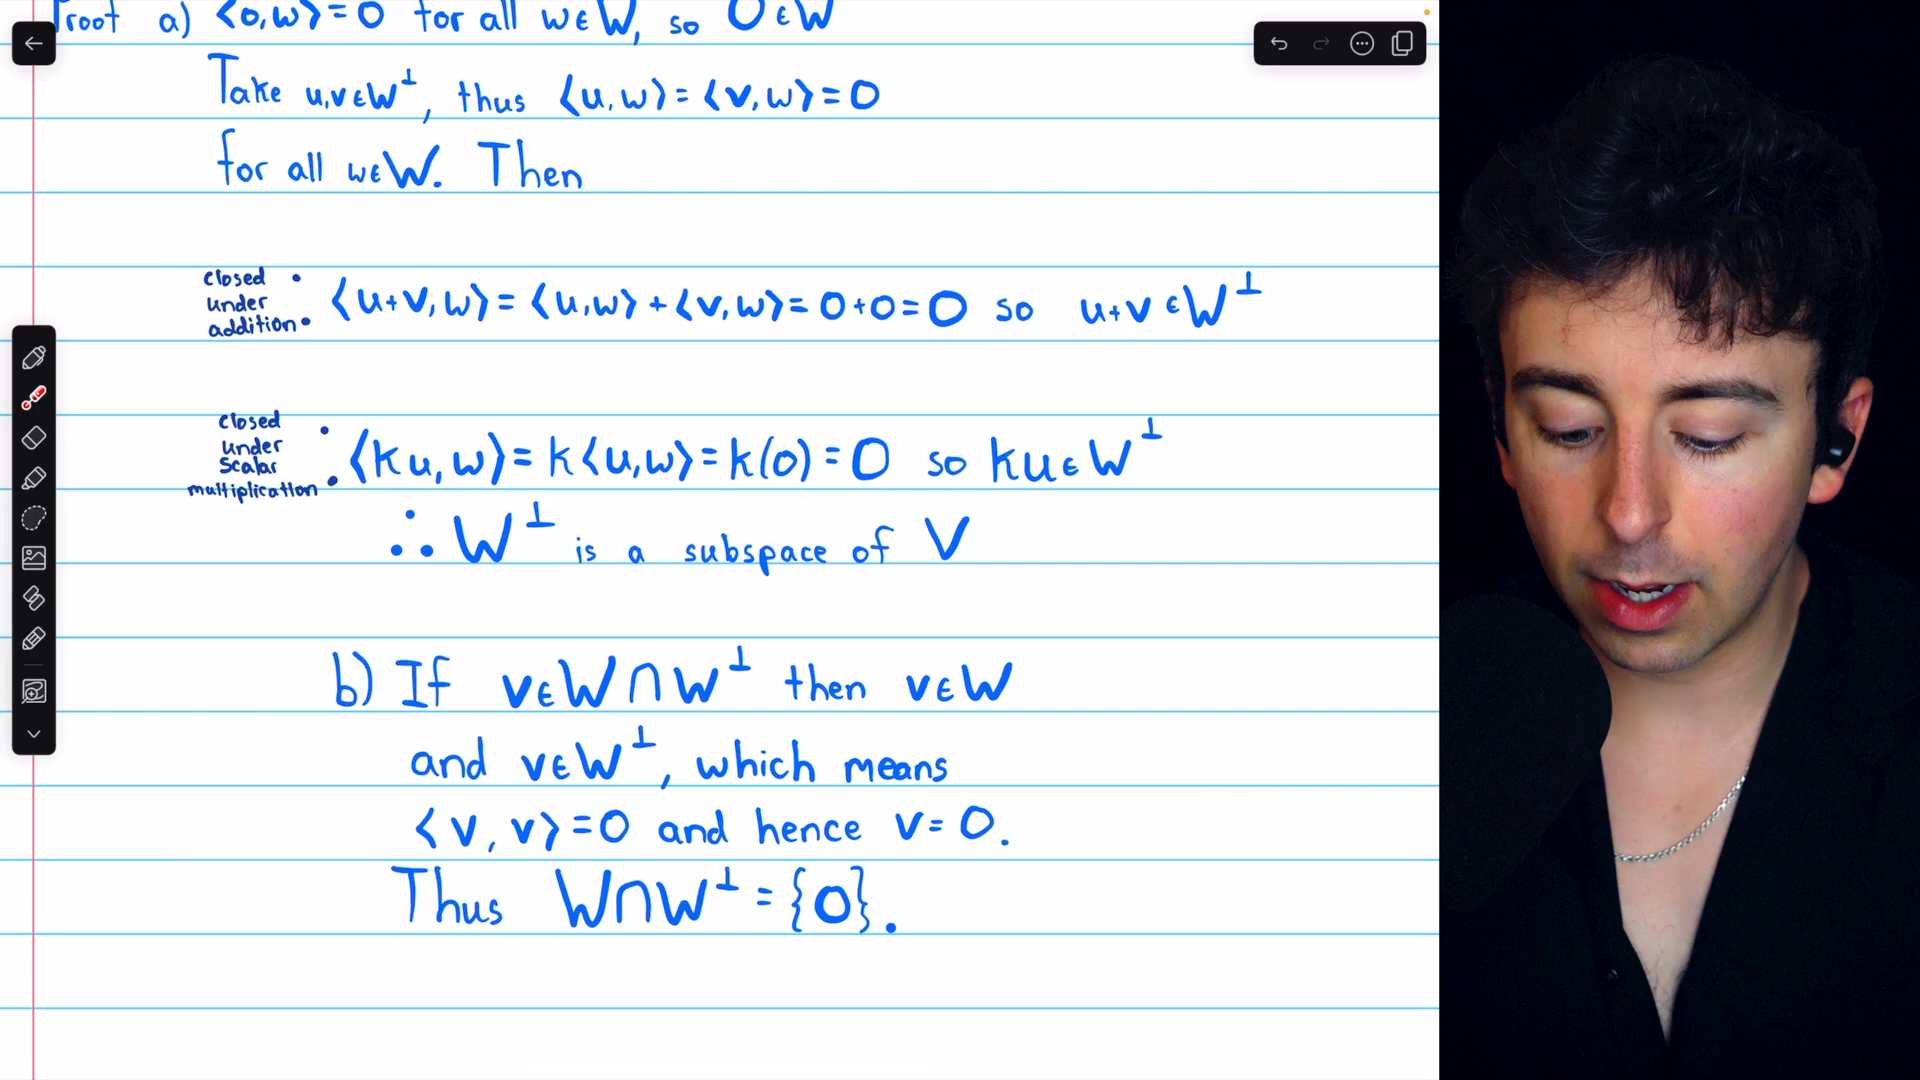 Proof a) ⟨0,w⟩=0 for all w∈W, so 0∈W
Take u,v∈W⊥, thus ⟨u,w⟩=⟨v,w⟩=0
for all w∈W. Then
closed
under
addition
⟨u+v,w⟩=⟨u,w⟩+⟨v,w⟩=0+0=0 so u+v∈W⊥
closed
under
scalar
multiplication
⟨ku,w⟩=k⟨u,w⟩=k(0)=0 so ku∈W⊥
∴ W⊥ is a subspace of V
b) If v∈W∩W⊥ then v∈W
and v∈W⊥, which means
⟨v,v⟩=0 and hence v=0.
Thus W∩W⊥={0}.